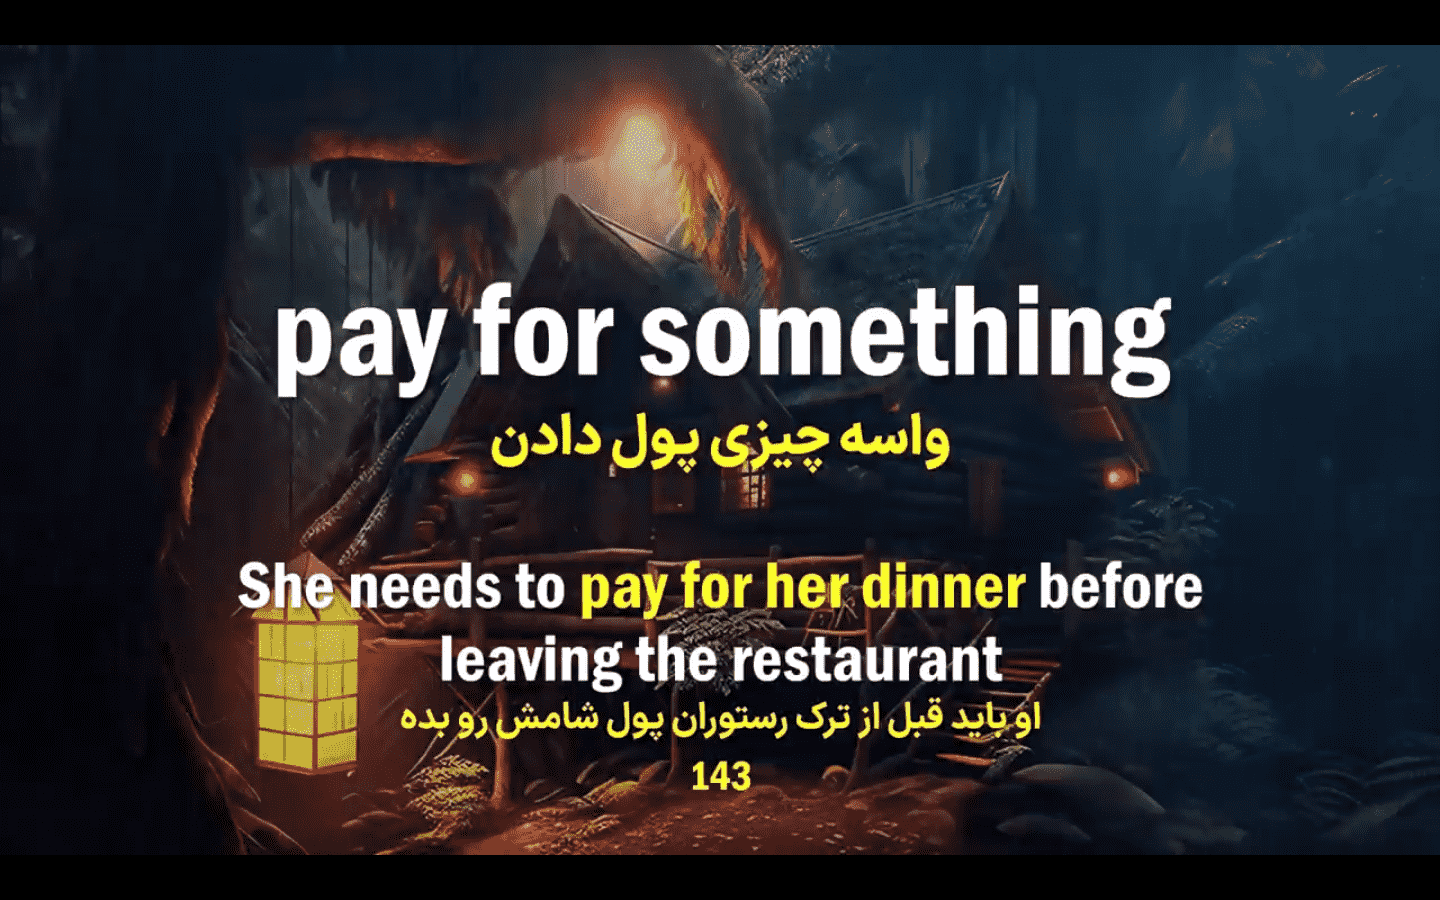 pay for something
واسه چیزی پول دادن
She needs to pay for her dinner before
leaving the restaurant
او باید قبل از ترک رستوران پول شامش رو بده
143